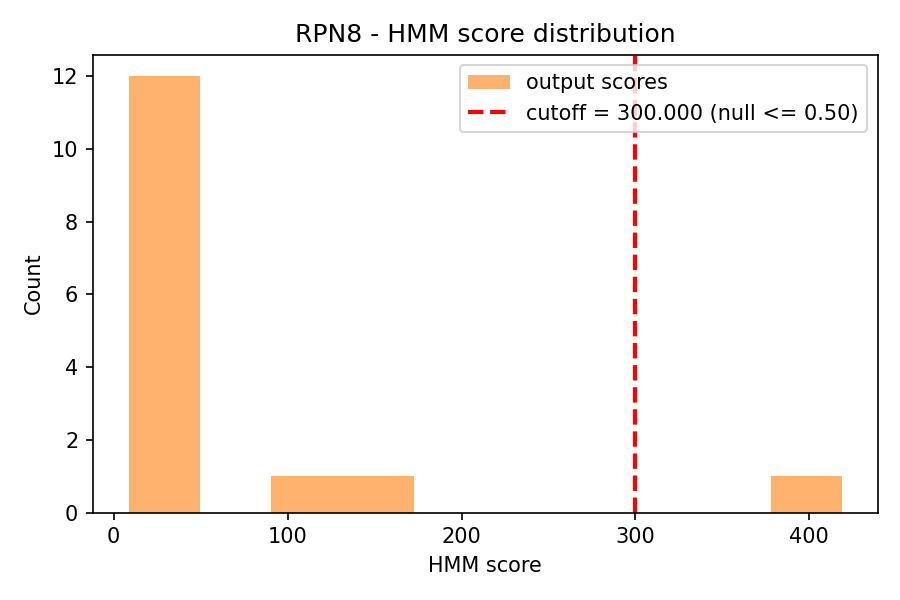 RPN8 - HMM score distribution
output scores
cutoff = 300.000 (null <= 0.50)
Count
12
10
8
6
4
2
0
0 100 200 300 400
HMM score